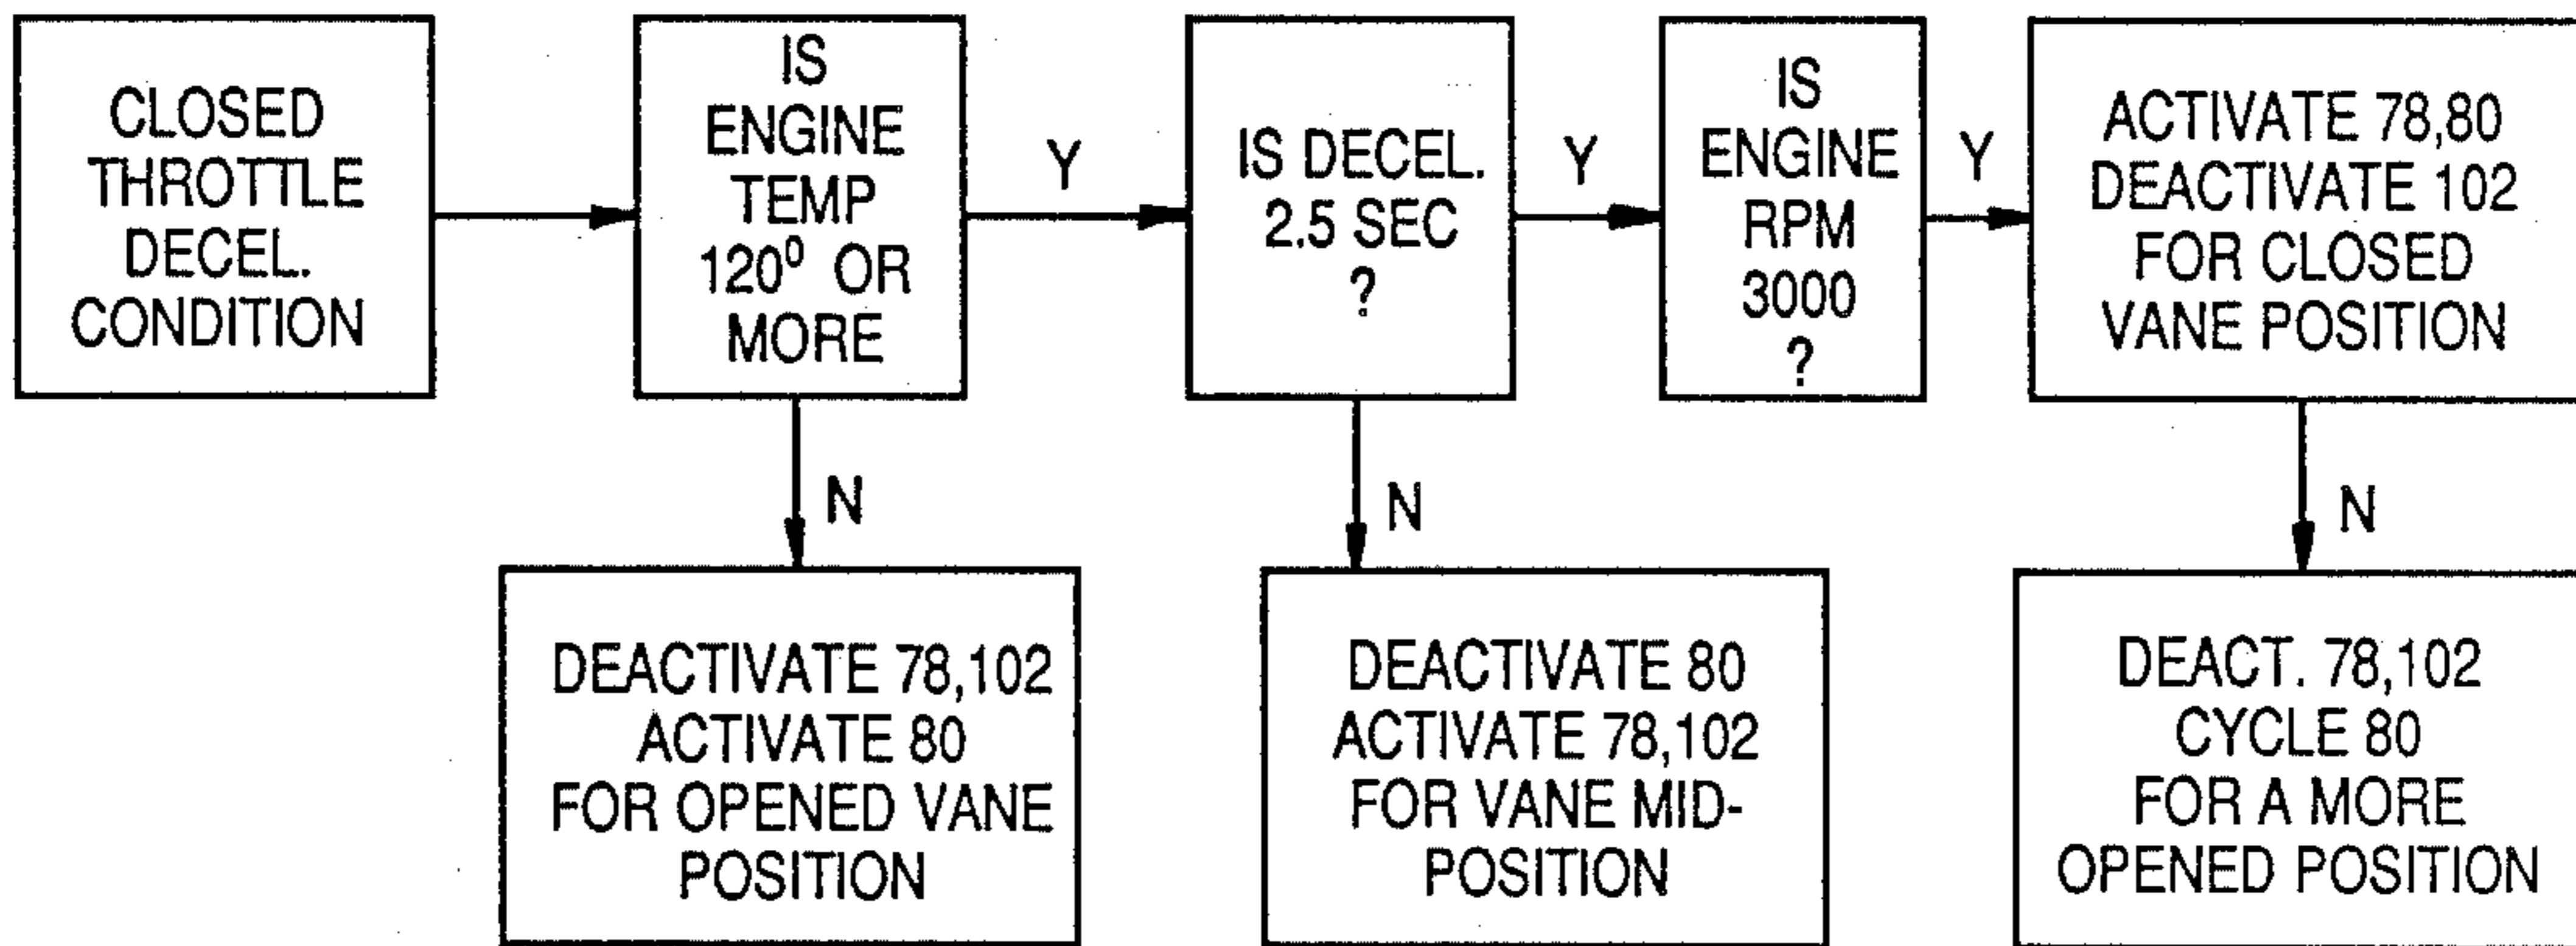 CLOSED
THROTTLE
DECEL.
CONDITION
IS
ENGINE
TEMP
120⁰ OR
MORE
Y
IS DECEL.
2.5 SEC
?
Y
IS
ENGINE
RPM
3000
?
Y
ACTIVATE 78,80
DEACTIVATE 102
FOR CLOSED
VANE POSITION
N
DEACTIVATE 78,102
ACTIVATE 80
FOR OPENED VANE
POSITION
N
DEACTIVATE 80
ACTIVATE 78,102
FOR VANE MID-
POSITION
N
DEACT. 78,102
CYCLE 80
FOR A MORE
OPENED POSITION